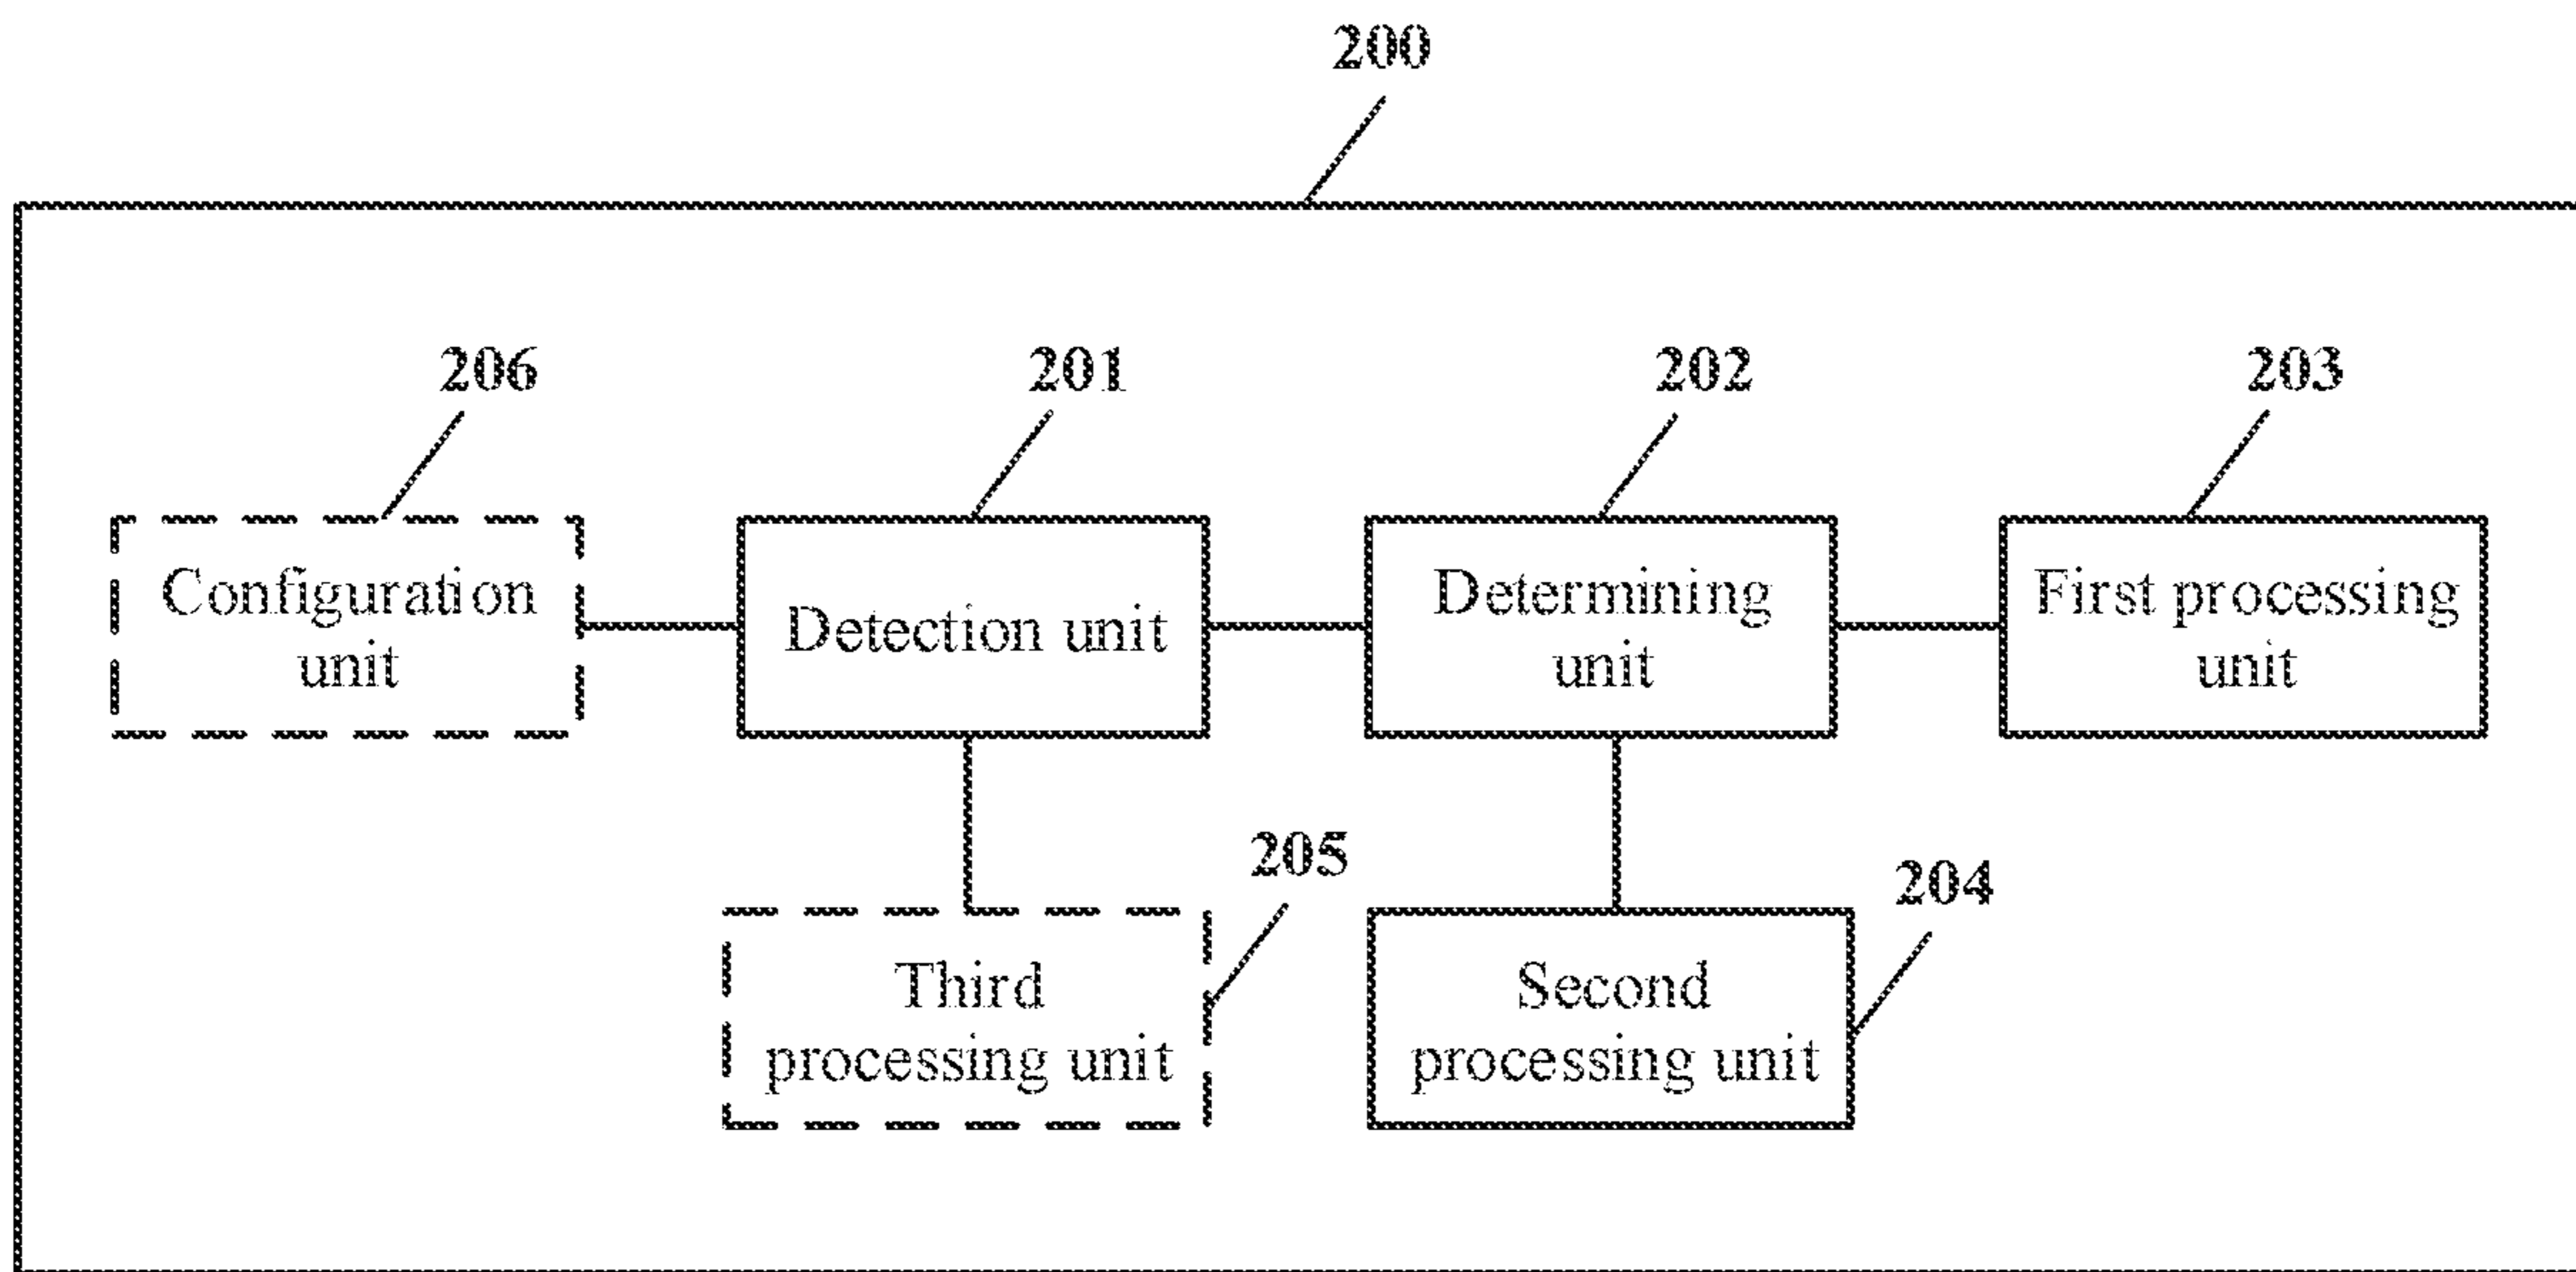 200
206
201
202
203
Configuration
unit
Detection unit
Determining
unit
First processing
unit
205
204
Third
processing unit
Second
processing unit